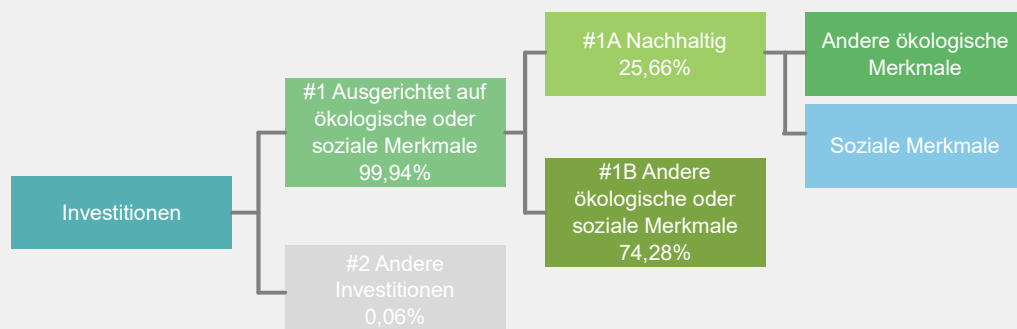 Investitionen
#1 Ausgerichtet auf
ökologische oder
soziale Merkmale
99,94%
#2 Andere
Investitionen
0,06%
#1A Nachhaltig
25,66%
#1B Andere
ökologische oder
soziale Merkmale
74,28%
Andere ökologische
Merkmale
Soziale Merkmale